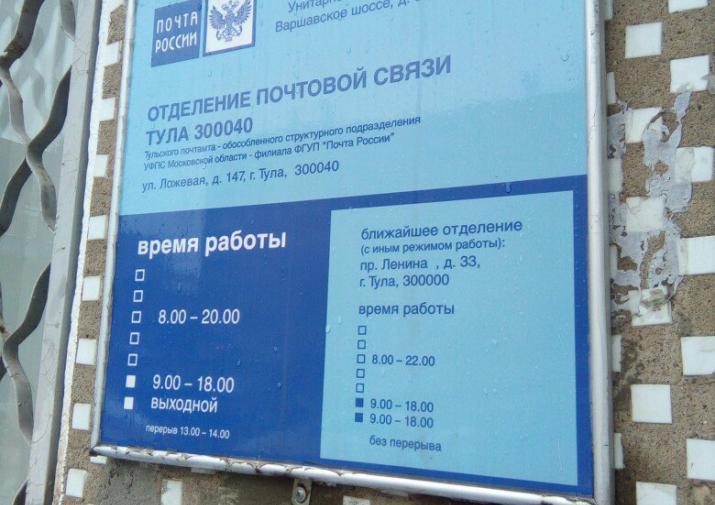 ПОЧТА
РОССИИ
Унитарно
Варшавское шоссе, д.
ОТДЕЛЕНИЕ ПОЧТОВОЙ СВЯЗИ
ТУЛА 300040
Тульского почтамта - обособленного структурного подразделения
УФПС Московской области - филиала ФГУП "Почта России"
ул. Ложевая, д. 147, г. Тула, 300040
время работы
8.00 – 20.00
9.00 – 18.00
ВЫХОДНОЙ
перерыв 13.00 - 14.00
ближайшее отделение
(с иным режимом работы):
пр. Ленина , д. 33,
г. Тула, 300000
время работы
8.00 – 22.00
9.00 – 18.00
9.00 – 18.00
без перерыва